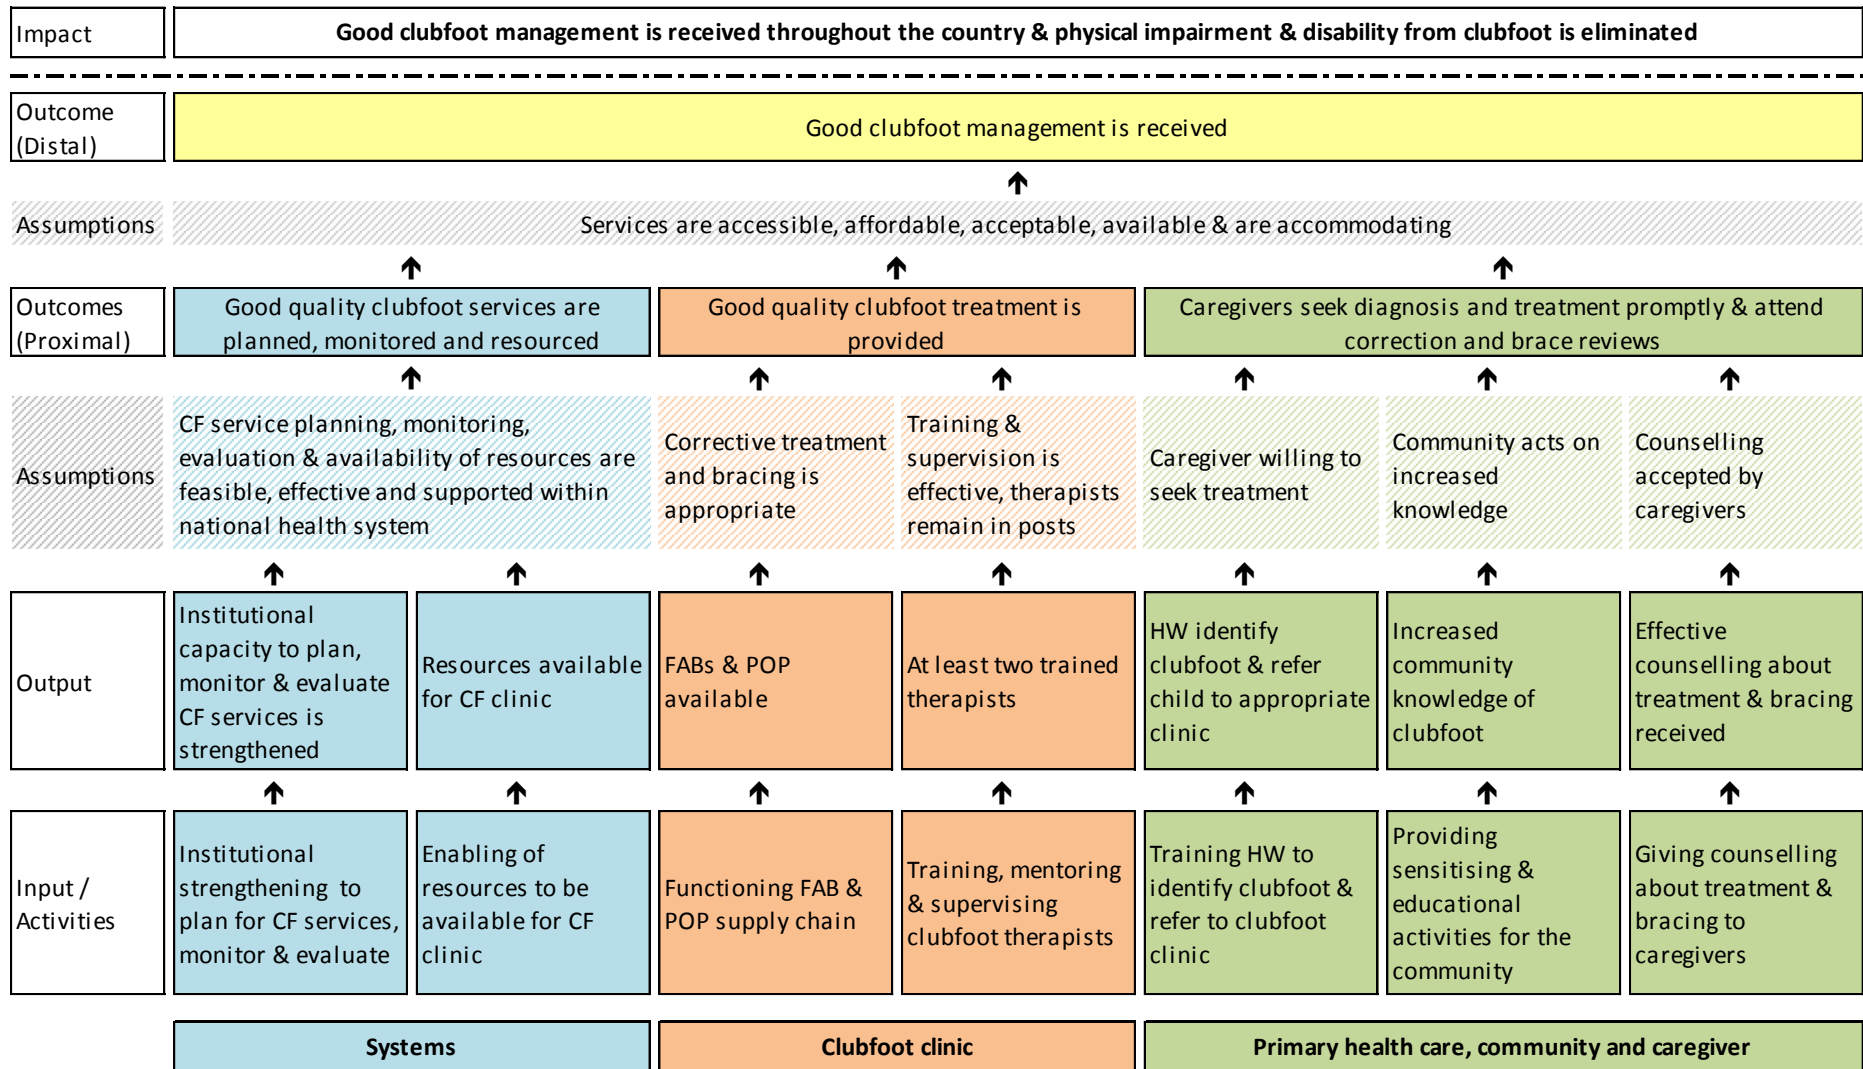 Impact
Good clubfoot management is received throughout the country & physical impairment & disability from clubfoot is eliminated
Outcome
(Distal)
Good clubfoot management is received
Assumptions
Services are accessible, affordable, acceptable, available & are accommodating
Outcomes
(Proximal)
Good quality clubfoot services are
planned, monitored and resourced
Good quality clubfoot treatment is
provided
Caregivers seek diagnosis and treatment promptly & attend
correction and brace reviews
Assumptions
CF service planning, monitoring,
evaluation & availability of resources are
feasible, effective and supported within
national health system
Corrective treatment
and bracing is
appropriate
Training &
supervision is
effective, therapists
remain in posts
Caregiver willing to
seek treatment
Community acts on
increased
knowledge
Counselling
accepted by
caregivers
Output
Institutional
capacity to plan,
monitor & evaluate
CF services is
strengthened
Resources available
for CF clinic
FABs & POP
available
At least two trained
therapists
HW identify
clubfoot & refer
child to appropriate
clinic
Increased
community
knowledge of
clubfoot
Effective
counselling about
treatment & bracing
received
Input /
Activities
Institutional
strengthening to
plan for CF services,
monitor & evaluate
Enabling of
resources to be
available for CF
clinic
Functioning FAB &
POP supply chain
Training, mentoring
& supervising
clubfoot therapists
Training HW to
identify clubfoot &
refer to clubfoot
clinic
Providing
sensitising &
educational
activities for the
community
Giving counselling
about treatment &
bracing to
caregivers
Systems
Clubfoot clinic
Primary health care, community and caregiver